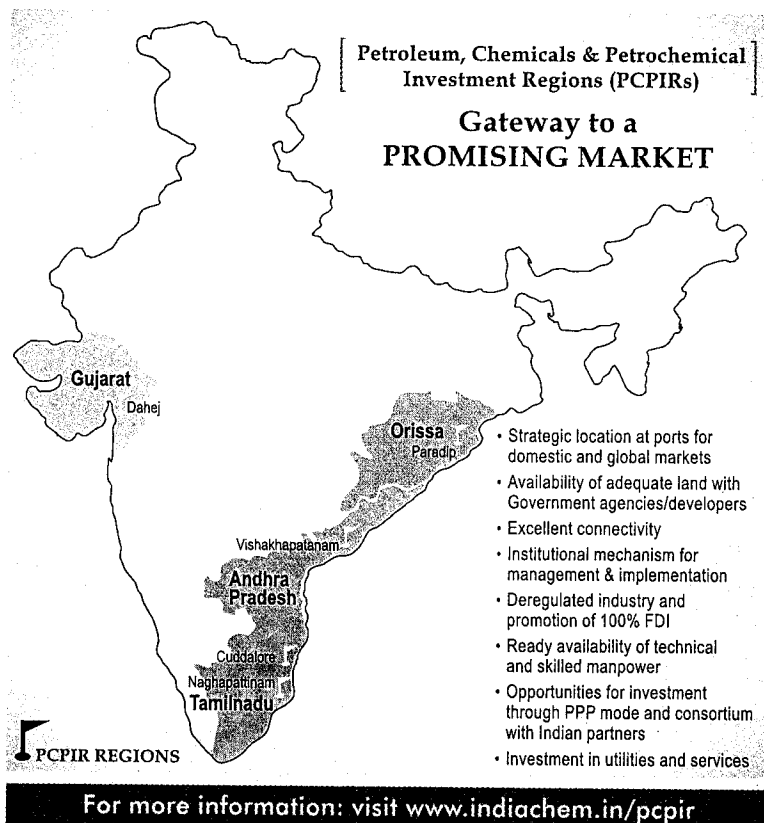 Petroleum, Chemicals & Petrochemical
Investment Regions (PCPIRs)
Gateway to a
PROMISING MARKET
Gujarat
Dahej
Orissa
Paradip
Vishakhapatanam
Andhra
Pradesh
Cuddalore
Naghapattinam
Tamilnadu
• Strategic location at ports for
domestic and global markets
• Availability of adequate land with
Government agencies/developers
• Excellent connectivity
• Institutional mechanism for
management & implementation
• Deregulated industry and
promotion of 100% FDI
• Ready availability of technical
and skilled manpower
• Opportunities for investment
through PPP mode and consortium
with Indian partners
• Investment in utilities and services
PCPIR REGIONS
For more information: visit www.indiachem.in/pcpir